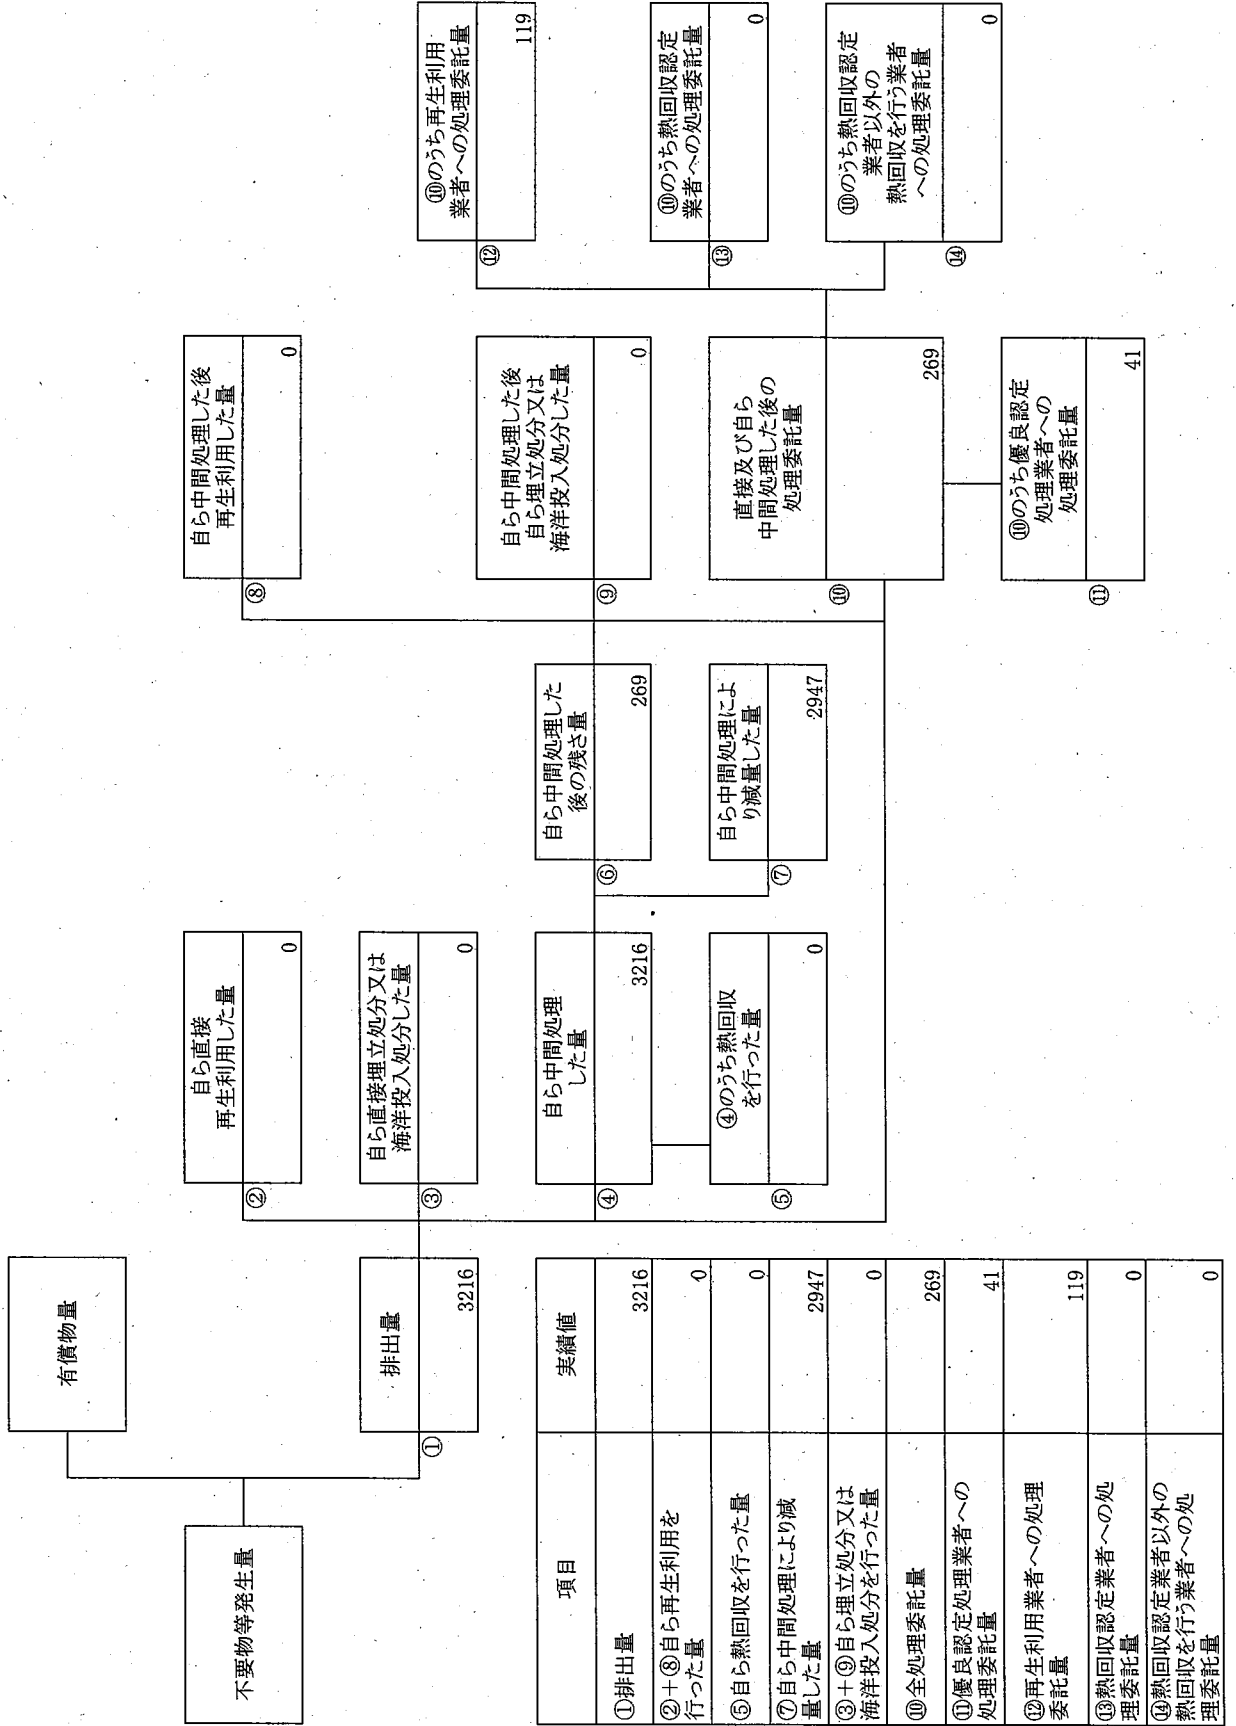 不要物等発生量
有償物量
①
排出量
3216
②
自ら直接
再生利用した量
0
③
自ら直接埋立処分又は
海洋投入処分した量
0
④
自ら中間処理
した量
3216
⑤
④のうち熱回収
を行った量
0
⑥
自ら中間処理した
後の残さ量
269
⑦
自ら中間処理によ
り減量した量
2947
⑧
自ら中間処理した後
再生利用した量
0
⑨
自ら中間処理した後
自ら埋立処分又は
海洋投入処分した量
0
⑩
直接及び自ら
中間処理した後の
処理委託量
269
⑪
⑩のうち優良認定
処理業者への
処理委託量
41
⑫
⑩のうち再生利用
業者への処理委託量
119
⑬
⑩のうち熱回収認定
業者への処理委託量
0
⑭
⑩のうち熱回収認定
業者以外の
熱回収を行う業者
への処理委託量
0
項目 実績値
①排出量 3216
②+⑧自ら再生利用を
行った量 0
⑤自ら熱回収を行った量 0
⑦自ら中間処理により減
量した量 2947
③+⑨自ら埋立処分又は
海洋投入処分を行った量 0
⑩全処理委託量 269
⑪優良認定処理業者への
処理委託量 41
⑫再生利用業者への処理
委託量 119
⑬熱回収認定業者への処
理委託量 0
⑭熱回収認定業者以外の
熱回収を行う業者への処
理委託量 0